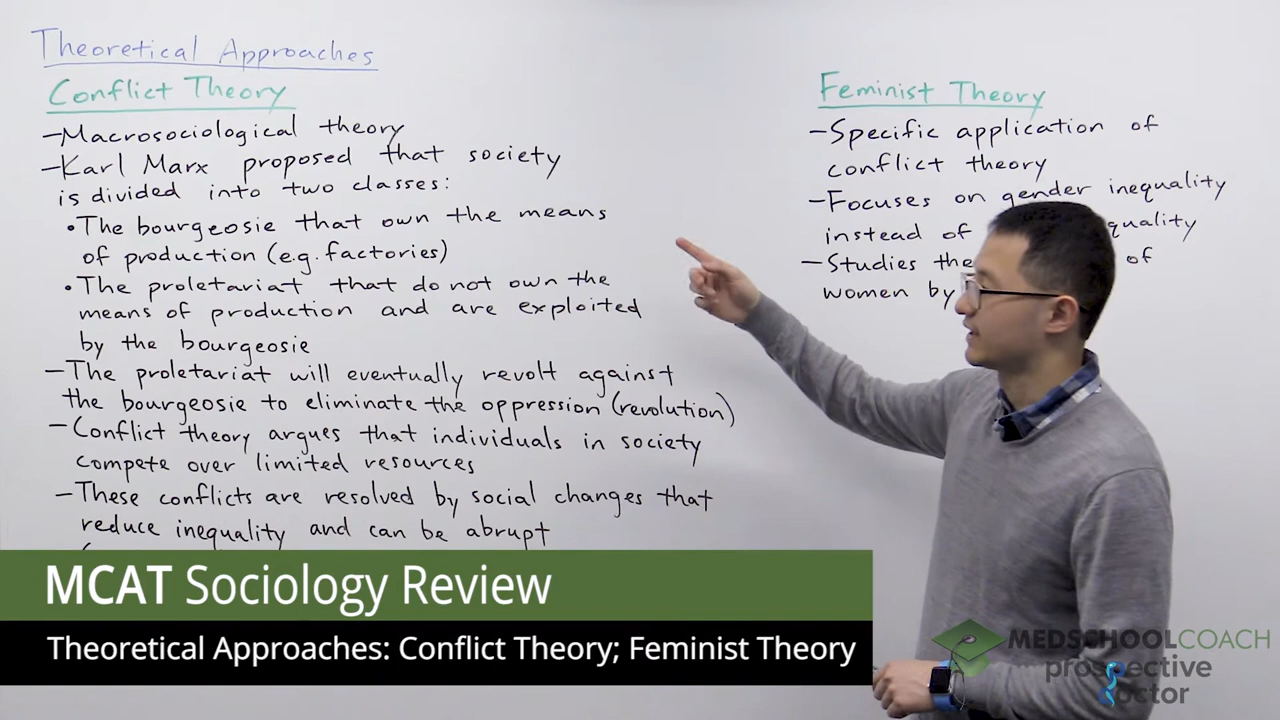 Theoretical Approaches
Conflict Theory
-Macrosociological theory
-Karl Marx proposed that society
is divided into two classes:
•The bourgeosie that own the means
of production (e.g. factories)
•The proletariat that do not own the
means of production and are exploited
by the bourgeosie
-The proletariat will eventually revolt against
the bourgeosie to eliminate the oppression (revolution)
-Conflict theory argues that individuals in society
compete over limited resources
-These conflicts are resolved by social changes that
reduce inequality and can be abrupt
Feminist Theory
-Specific application of
conflict theory
-Focuses on gender inequality
instead of
-Studies the of
women by
MCAT Sociology Review
Theoretical Approaches: Conflict Theory; Feminist Theory
MEDSCHOOLCOACH
prospective
doctor